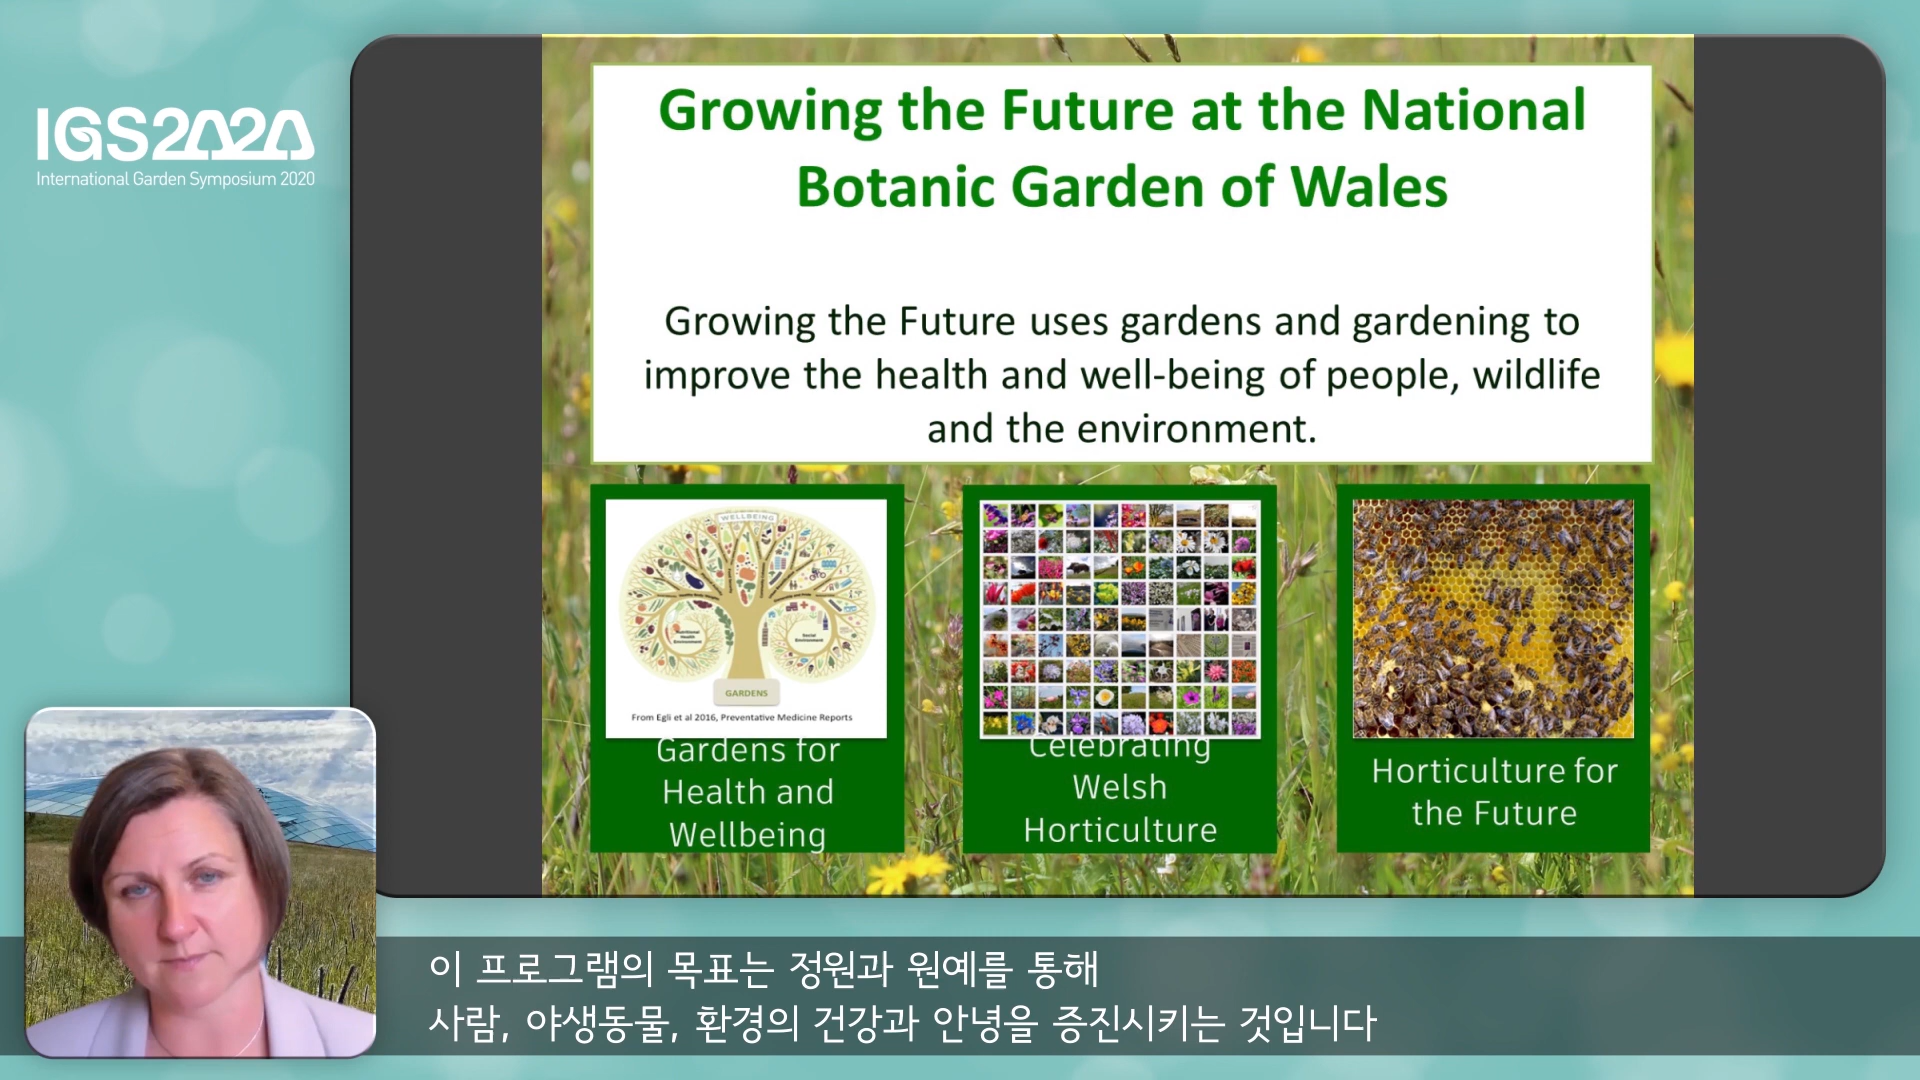 IGS2020
International Garden Symposium 2020
Growing the Future at the National
Botanic Garden of Wales
Growing the Future uses gardens and gardening to
improve the health and well-being of people, wildlife
and the environment.
WELLBEING
Nutritional
Health
Environment
Social
Environment
GARDENS
From Egli et al 2016, Preventative Medicine Reports
Gardens for
Health and
Wellbeing
Celebrating
Welsh
Horticulture
Horticulture for
the Future
이 프로그램의 목표는 정원과 원예를 통해
사람, 야생동물, 환경의 건강과 안녕을 증진시키는 것입니다